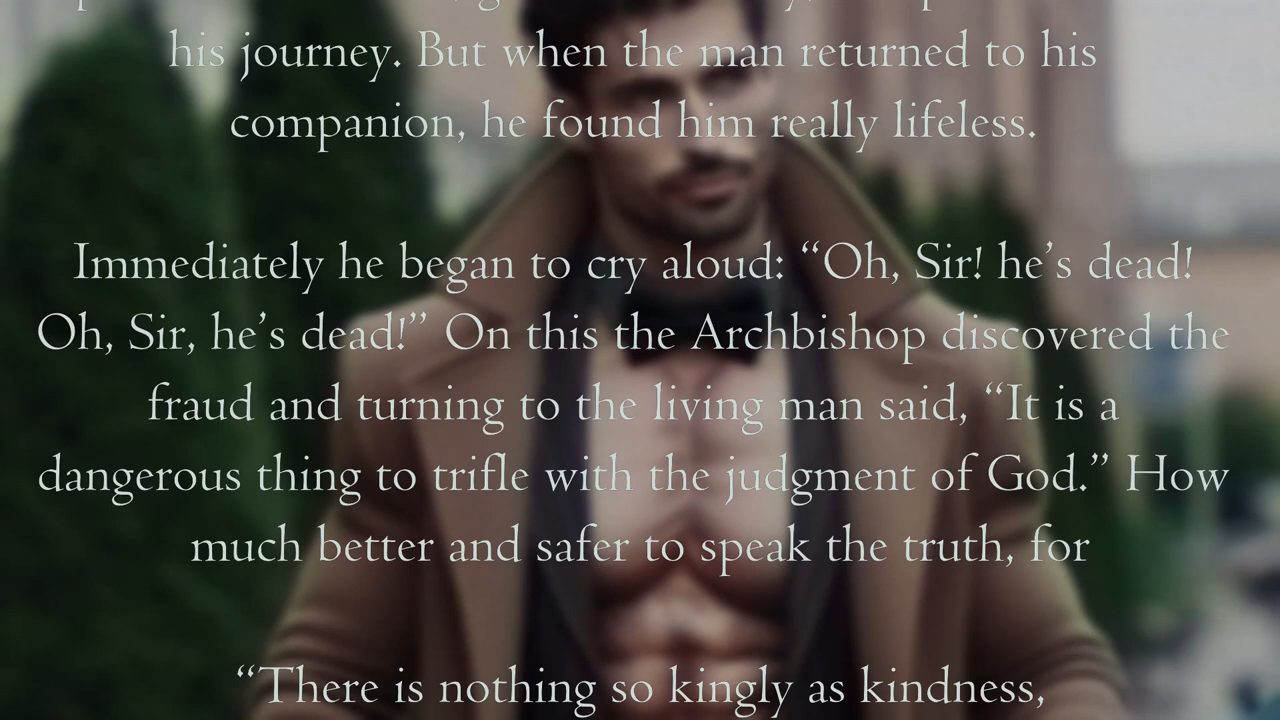 his journey. But when the man returned to his
companion, he found him really lifeless.
Immediately he began to cry aloud: “Oh, Sir! he’s dead!
Oh, Sir, he’s dead!” On this the Archbishop discovered the
fraud and turning to the living man said, “It is a
dangerous thing to trifle with the judgment of God.” How
much better and safer to speak the truth, for
“There is nothing so kingly as kindness,